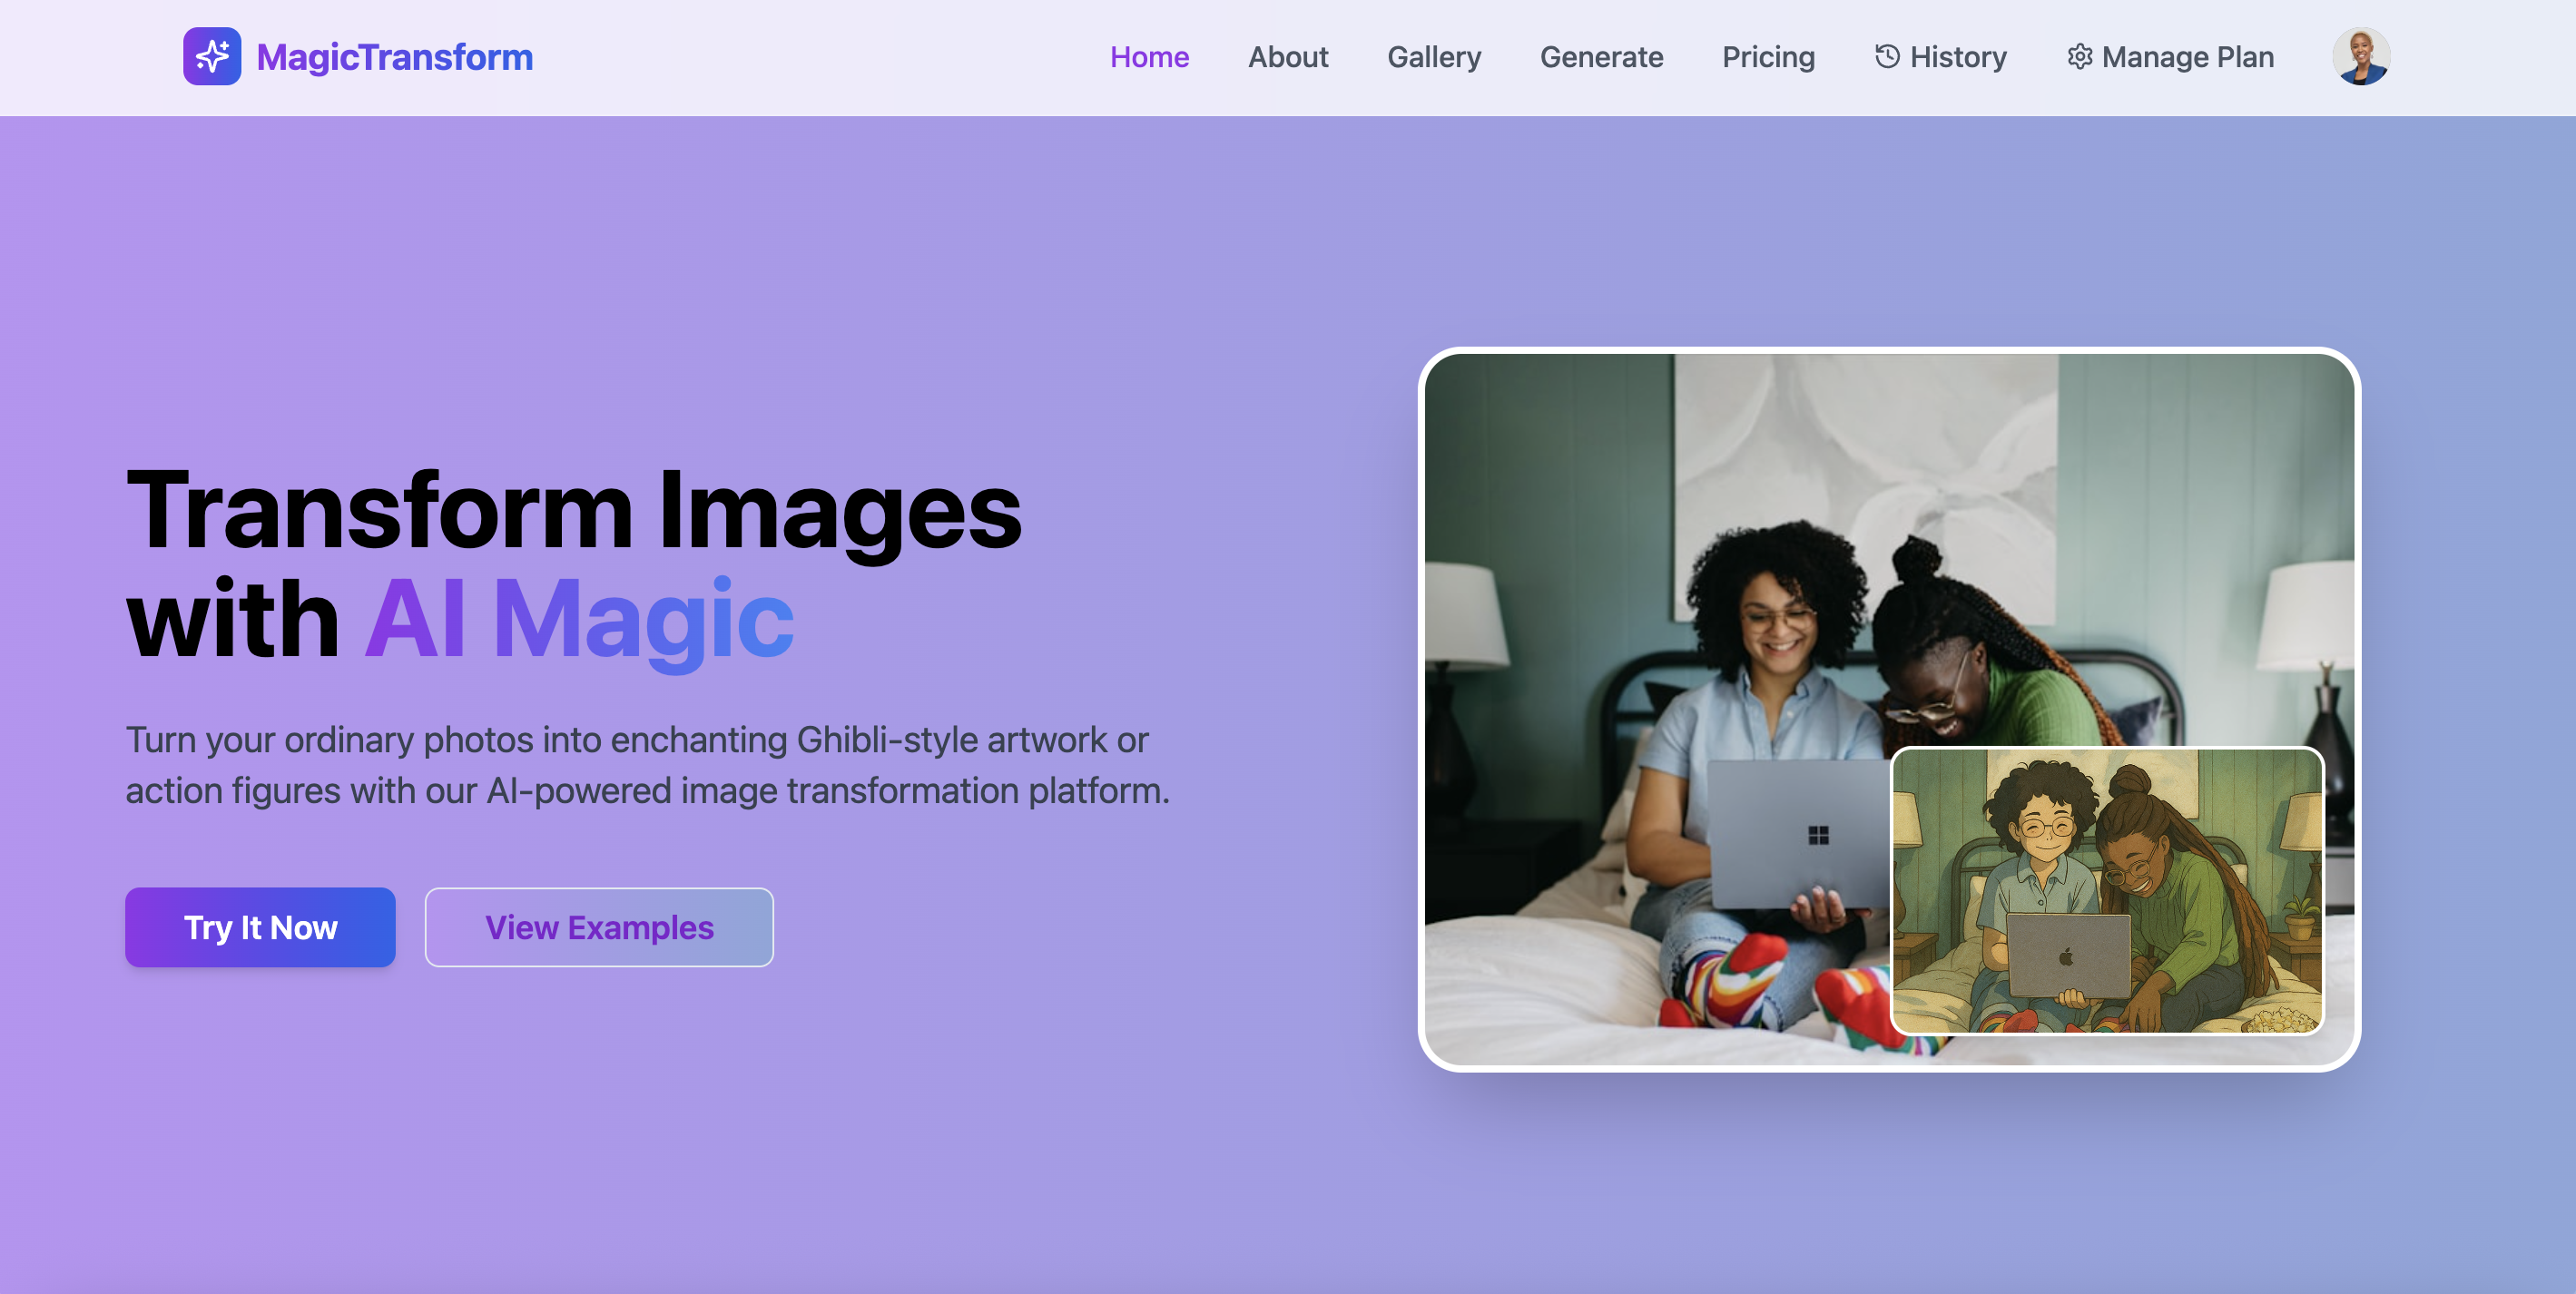 MagicTransform
Home
About
Gallery
Generate
Pricing
History
Manage Plan
Transform Images
with AI Magic
Turn your ordinary photos into enchanting Ghibli-style artwork or
action figures with our AI-powered image transformation platform.
Try It Now
View Examples